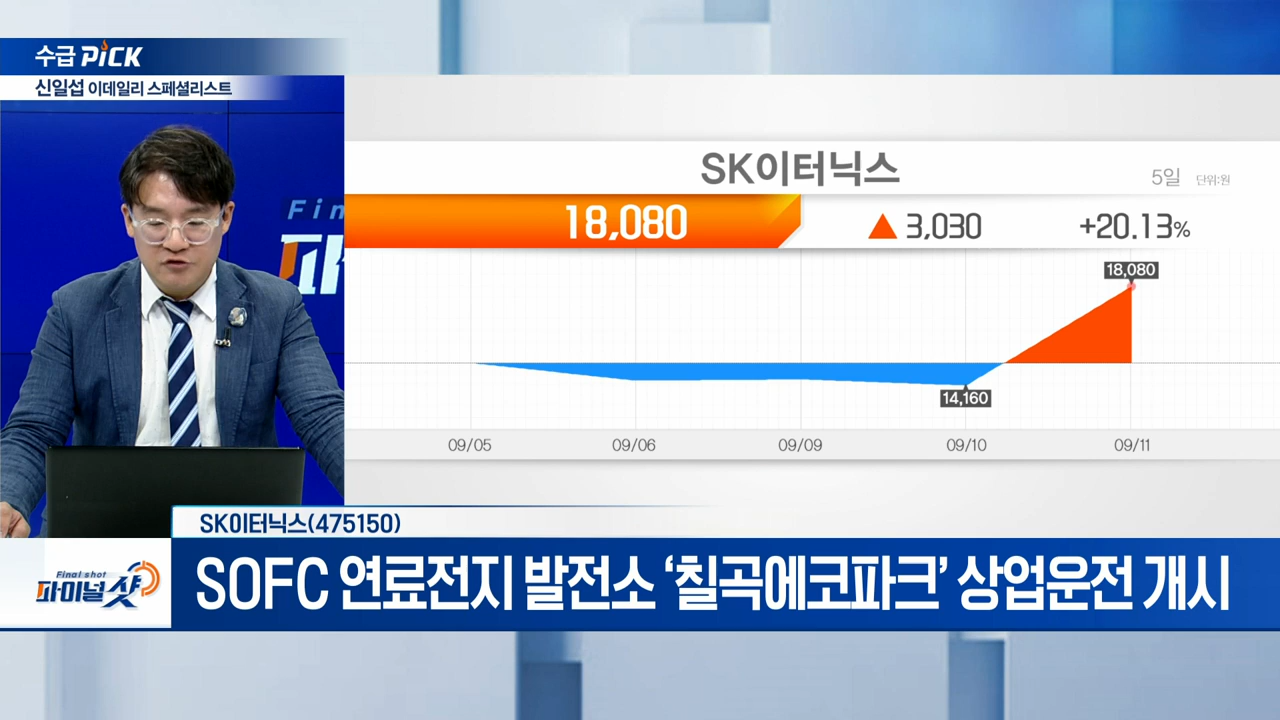 수급 PiCK
신일섭 이데일리 스페셜리스트
Fin
파
SK이터닉스
5일 단위:원
18,080 ▲ 3,030 +20.13%
18,080
14,160
09/05 09/06 09/09 09/10 09/11
SK이터닉스(475150)
Final shot
파이널샷
SOFC 연료전지 발전소 ‘칠곡에코파크’ 상업운전 개시